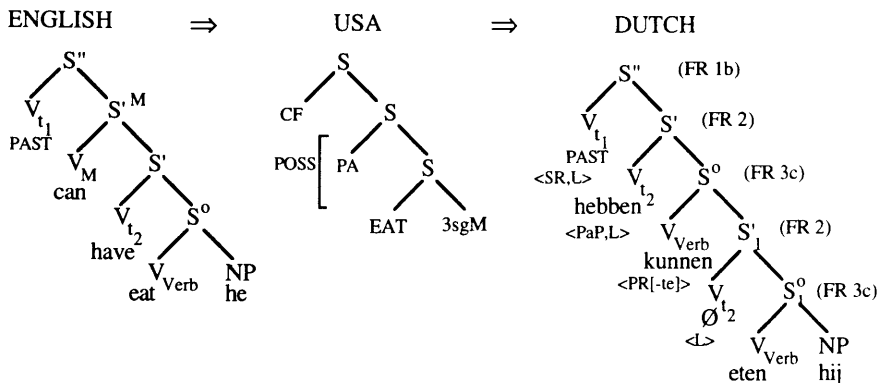 ENGLISH ⇒ USA ⇒ DUTCH
S" S S" (FR 1b)
V t1 S' M CF S V t1 S' (FR 2)
PAST PAST
V M S' POSS [ PA S <SR,L> V t2 S° (FR 3c)
can hebben
V t2 S° EAT 3sgM <PaP,L> V Verb S' 1 (FR 2)
have kunnen
V Verb NP <PR[-te]> V t2 S° 1 (FR 3c)
eat he Ø
<L> V Verb NP
eten hij